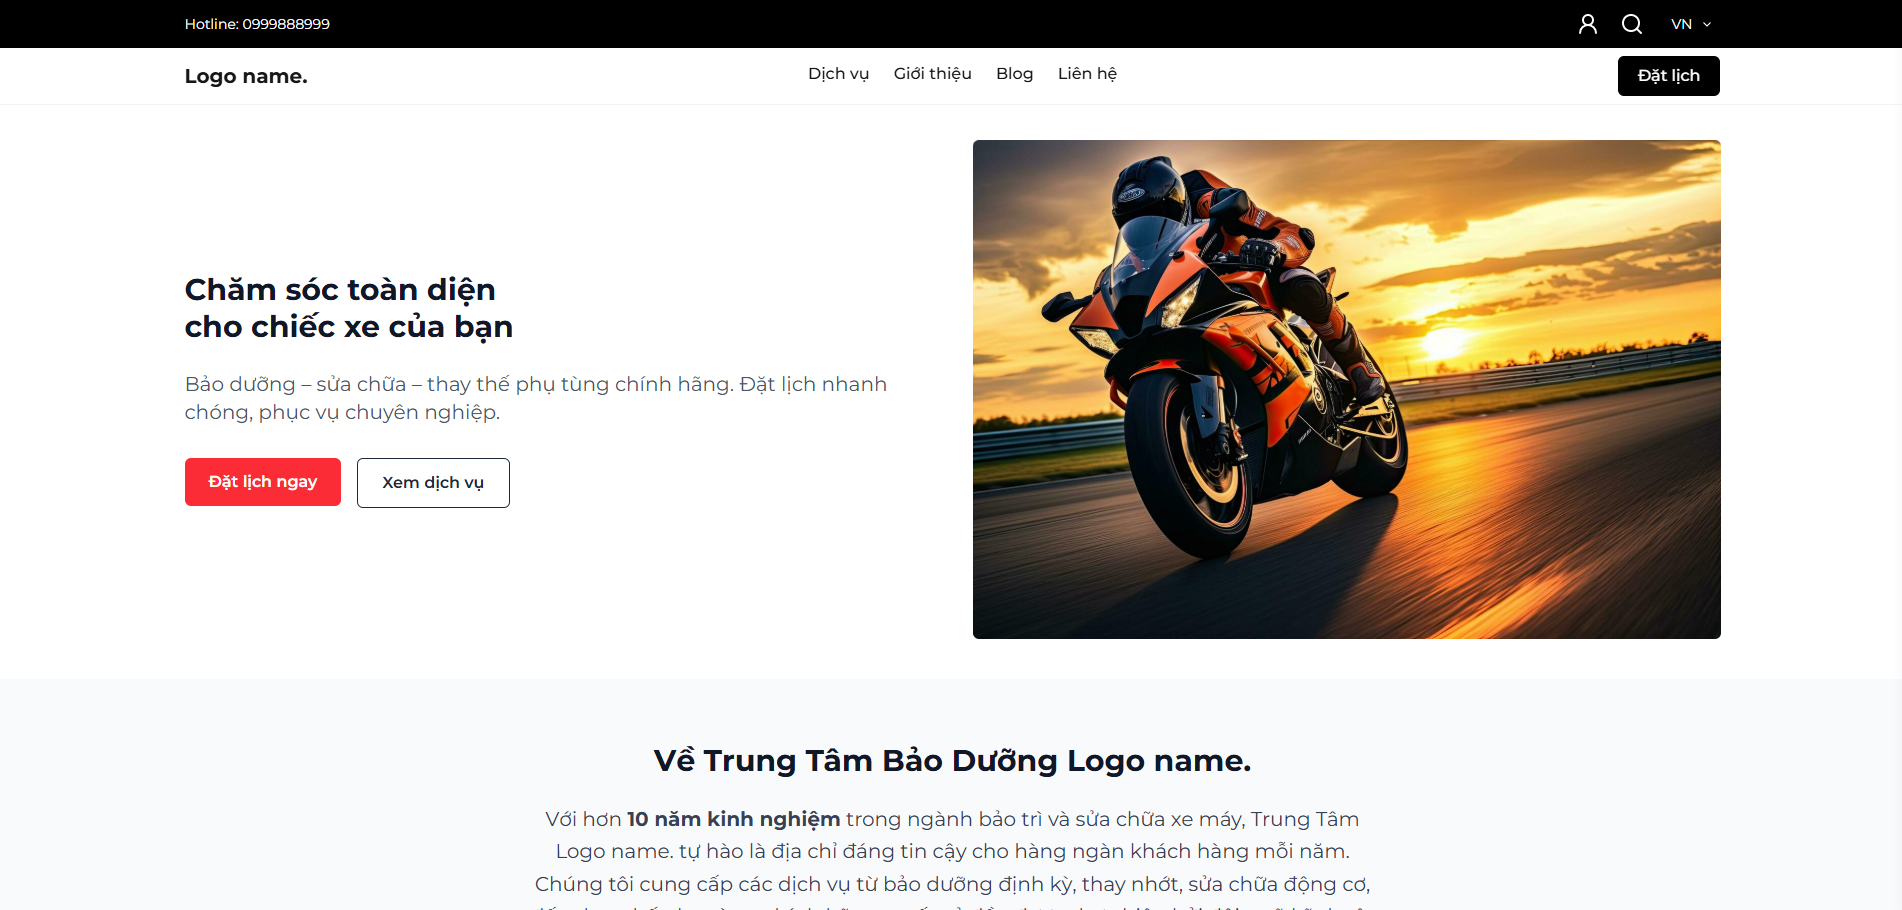 Hotline: 0999888999
VN
Logo name.
Dịch vụ
Giới thiệu
Blog
Liên hệ
Đặt lịch
Chăm sóc toàn diện
cho chiếc xe của bạn
Bảo dưỡng – sửa chữa – thay thế phụ tùng chính hãng. Đặt lịch nhanh
chóng, phục vụ chuyên nghiệp.
Đặt lịch ngay
Xem dịch vụ
Về Trung Tâm Bảo Dưỡng Logo name.
Với hơn 10 năm kinh nghiệm trong ngành bảo trì và sửa chữa xe máy, Trung Tâm
Logo name. tự hào là địa chỉ đáng tin cậy cho hàng ngàn khách hàng mỗi năm.
Chúng tôi cung cấp các dịch vụ từ bảo dưỡng định kỳ, thay nhớt, sửa chữa động cơ,